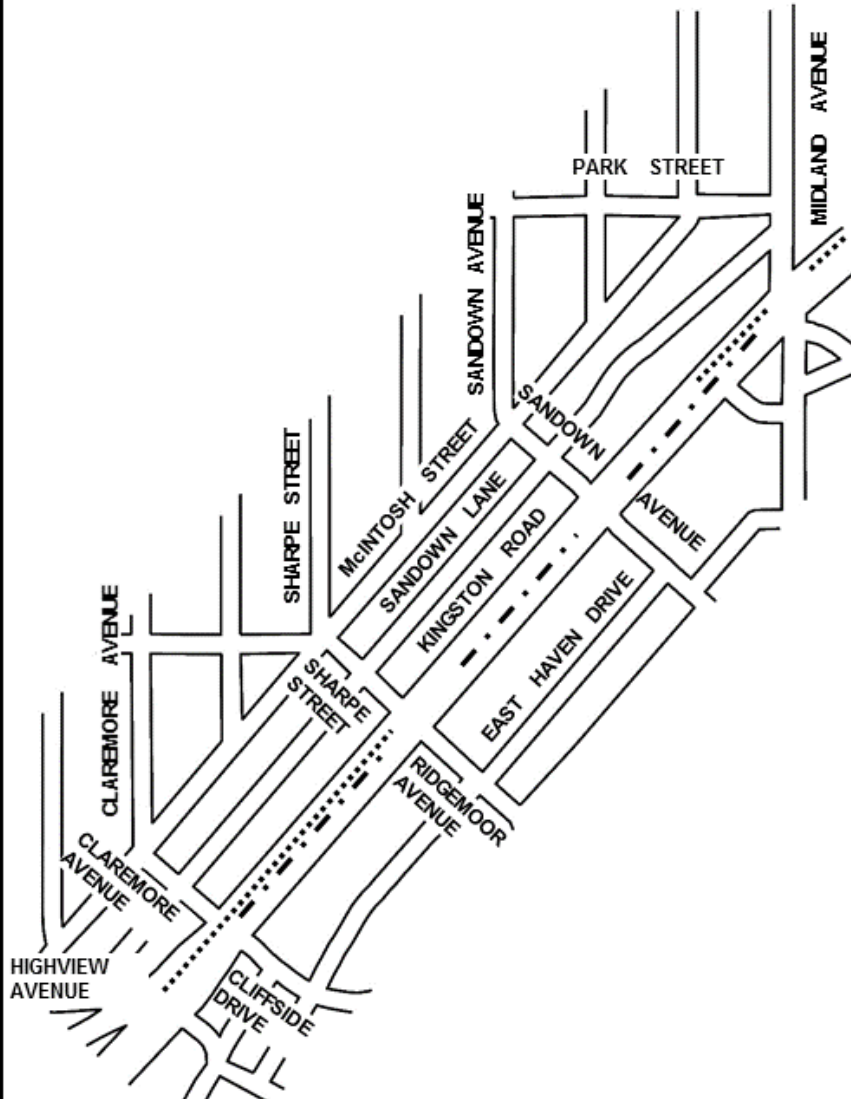 MIDLAND AVENUE
PARK STREET
SANDOWN AVENUE
SANDOWN
AVENUE
McINTOSH STREET
SANDOWN LANE
KINGSTON ROAD
EAST HAVEN DRIVE
SHARPE STREET
SHARPE
STREET
RIDGEMOOR
AVENUE
CLAREMORE AVENUE
CLAREMORE
AVENUE
HIGHVIEW
AVENUE
CLIFFSIDE
DRIVE